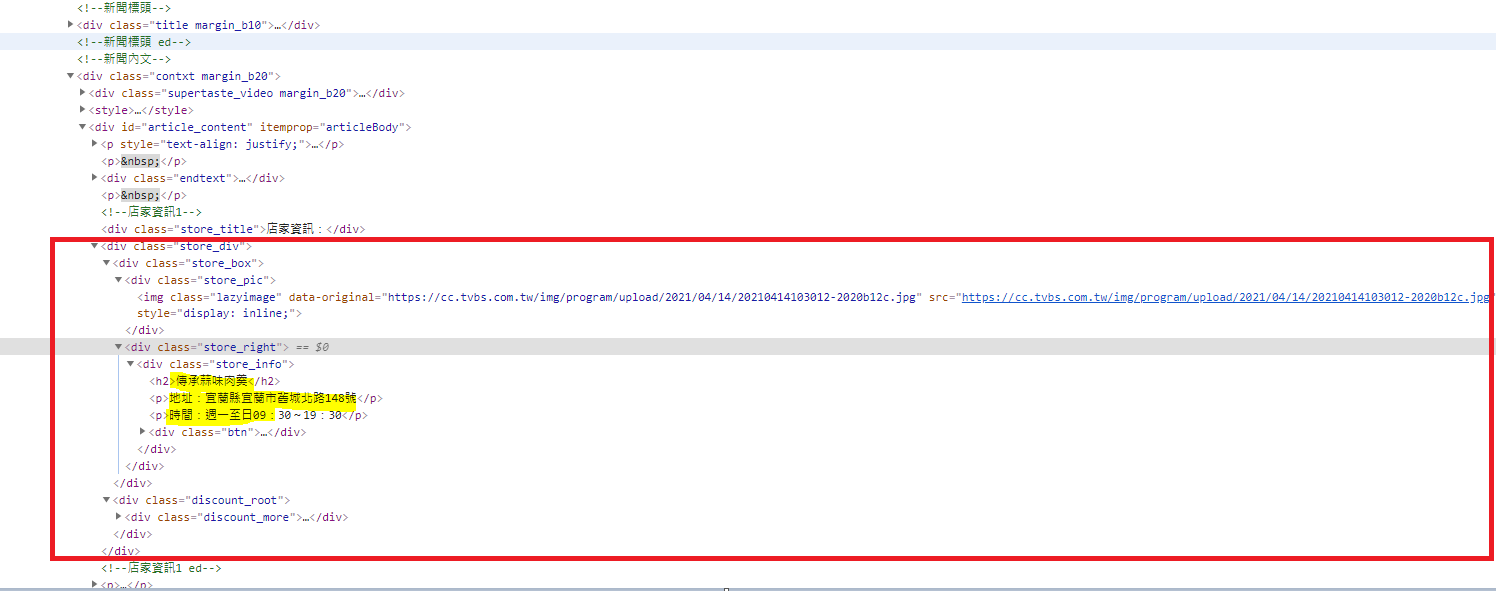 <!--新聞標頭-->
▶<div class="title margin_b10">…</div>
<!--新聞標頭 ed-->
<!--新聞內文-->
▼<div class="contxt margin_b20">
▶<div class="supertaste_video margin_b20">…</div>
▶<style>…</style>
▼<div id="article_content" itemprop="articleBody">
▶<p style="text-align: justify;">…</p>
<p>&nbsp;</p>
▶<div class="endtext">…</div>
<p>&nbsp;</p>
<!--店家資訊1-->
<div class="store_title">店家資訊：</div>
▼<div class="store_div">
▼<div class="store_box">
▼<div class="store_pic">
<img class="lazyimage" data-original="https://cc.tvbs.com.tw/img/program/upload/2021/04/14/20210414103012-2020b12c.jpg" src="https://cc.tvbs.com.tw/img/program/upload/2021/04/14/20210414103012-2020b12c.jpg"
style="display: inline;">
</div>
▼<div class="store_right"> == $0
▼<div class="store_info">
<h2>傳承蒜味肉羹</h2>
<p>地址：宜蘭縣宜蘭市舊城北路148號</p>
<p>時間：週一至日09：30～19：30</p>
▶<div class="btn">…</div>
</div>
</div>
</div>
▼<div class="discount_root">
▶<div class="discount_more">…</div>
</div>
</div>
<!--店家資訊1 ed-->
▶<p>…</p>